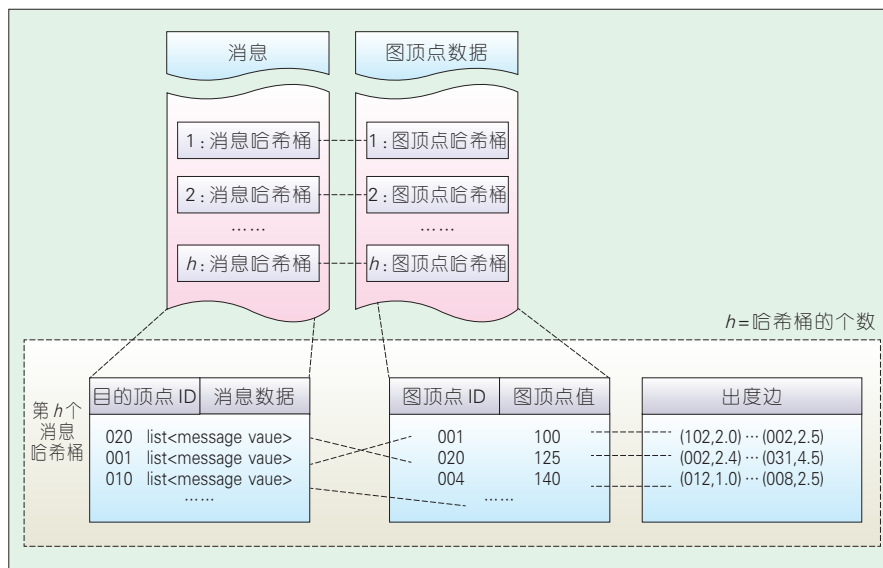 消息
图顶点数据
1:消息哈希桶
1:图顶点哈希桶
2:消息哈希桶
2:图顶点哈希桶
……
……
h:消息哈希桶
h:图顶点哈希桶
h=哈希桶的个数
第h个
消息
哈希桶
目的顶点 ID 消息数据
020 list<message vaue>
001 list<message vaue>
010 list<message vaue>
……
图顶点 ID 图顶点值
001 100
020 125
004 140
……
出度边
(102,2.0)…(002,2.5)
(002,2.4)…(031,4.5)
(012,1.0)…(008,2.5)